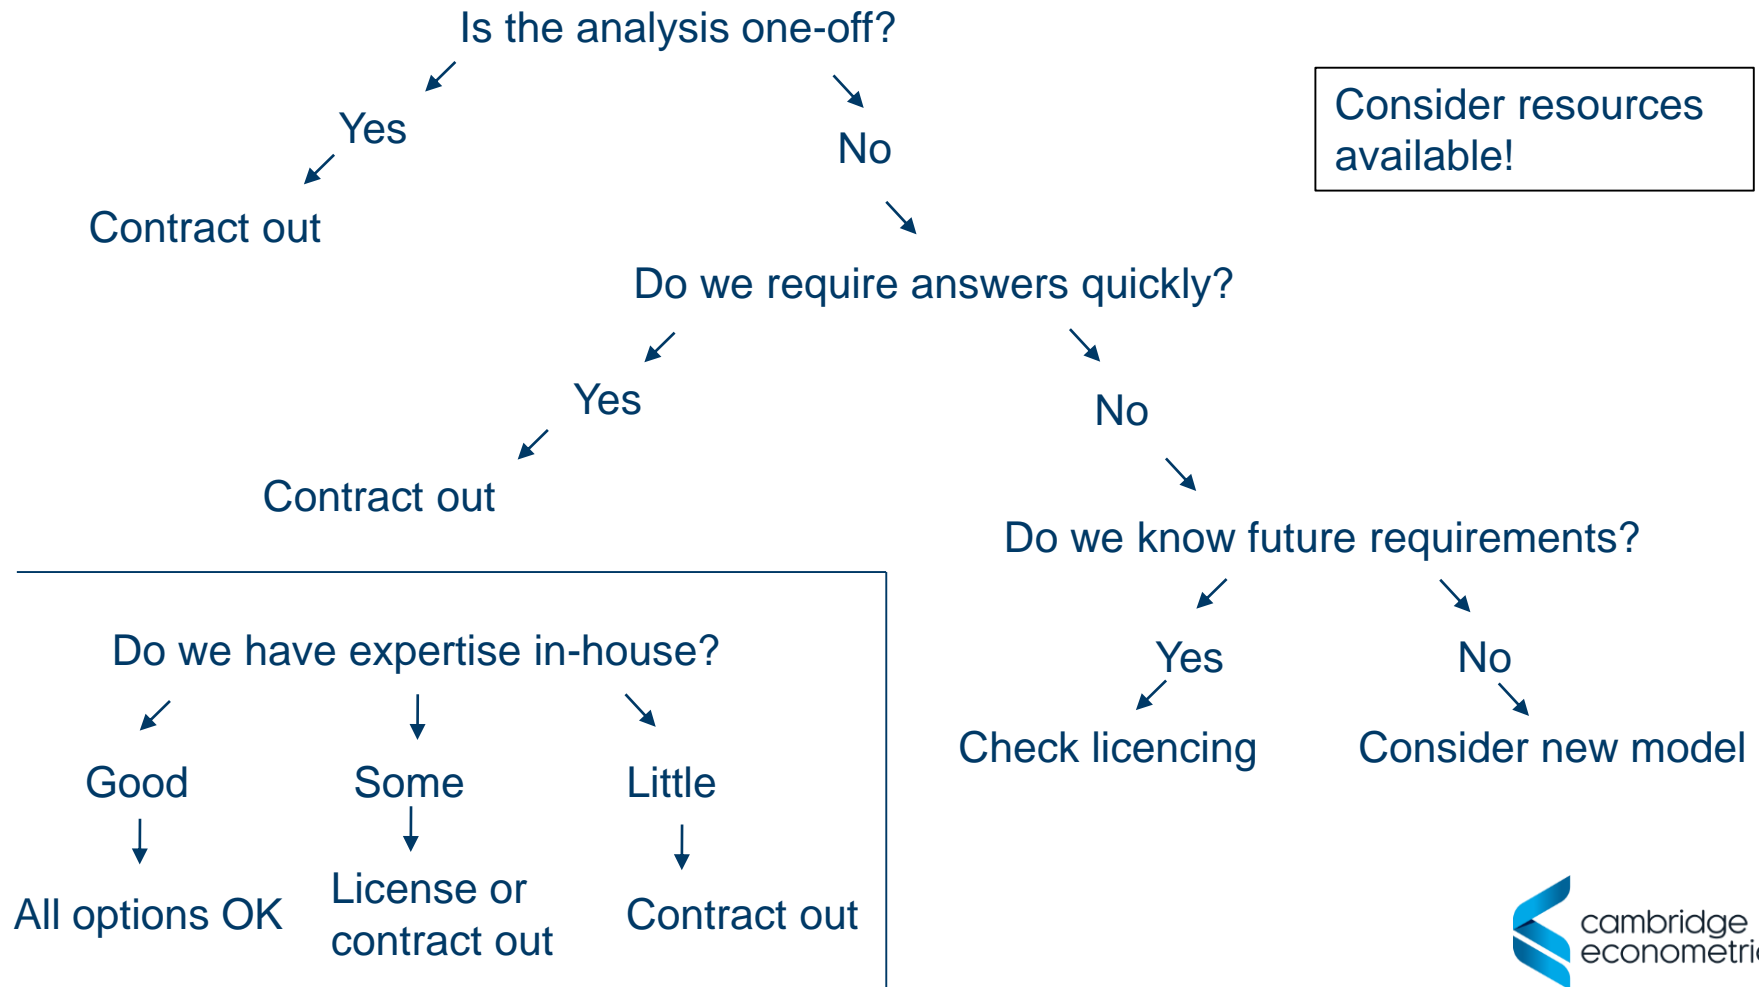 Is the analysis one-off?
Consider resources
available!
Yes
No
Contract out
Do we require answers quickly?
Yes
No
Contract out
Do we know future requirements?
Yes
No
Check licencing
Consider new model
Do we have expertise in-house?
Good
Some
Little
All options OK
License or
contract out
Contract out
cambridge